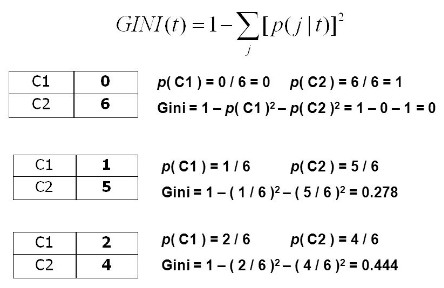 GINI(t) = 1 − ∑[p(j | t)]²
j
C1 0
C2 6
p( C1 ) = 0 / 6 = 0 p( C2 ) = 6 / 6 = 1
Gini = 1 – p( C1 )² – p( C2 )² = 1 – 0 – 1 = 0
C1 1
C2 5
p( C1 ) = 1 / 6 p( C2 ) = 5 / 6
Gini = 1 – ( 1 / 6 )² – ( 5 / 6 )² = 0.278
C1 2
C2 4
p( C1 ) = 2 / 6 p( C2 ) = 4 / 6
Gini = 1 – ( 2 / 6 )² – ( 4 / 6 )² = 0.444